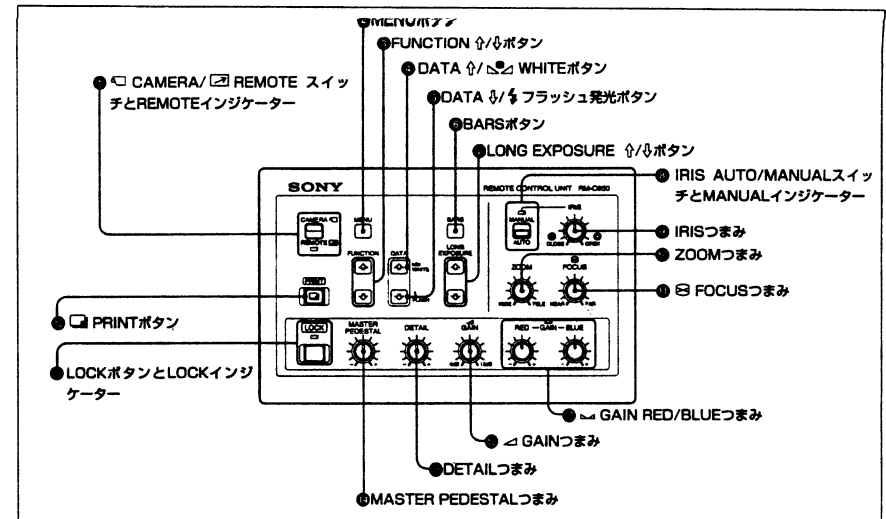 MENUボタン
FUNCTION ⇧/⇩ボタン
DATA ⇧/ WHITEボタン
CAMERA/ REMOTE スイッ
チとREMOTEインジケーター
DATA ⇩/ フラッシュ発光ボタン
BARSボタン
LONG EXPOSURE ⇧/⇩ボタン
IRIS AUTO/MANUALスイッ
チとMANUALインジケーター
SONY
REMOTE CONTROL UNIT RM-C950
CAMERA
REMOTE
MENU
BARS
MANUAL
AUTO
IRIS
CLOSE OPEN
IRISつまみ
FUNCTION
DATA
WHITE
LONG
EXPOSURE
ZOOM
FOCUS
ZOOMつまみ
PRINT
FLASH
WIDE TELE
NEAR FAR
FOCUSつまみ
PRINTボタン
LOCK
MASTER
PEDESTAL
DETAIL
GAIN
RED GAIN BLUE
LOCKボタンとLOCKインジ
ケーター
GAIN RED/BLUEつまみ
GAINつまみ
DETAILつまみ
MASTER PEDESTALつまみ